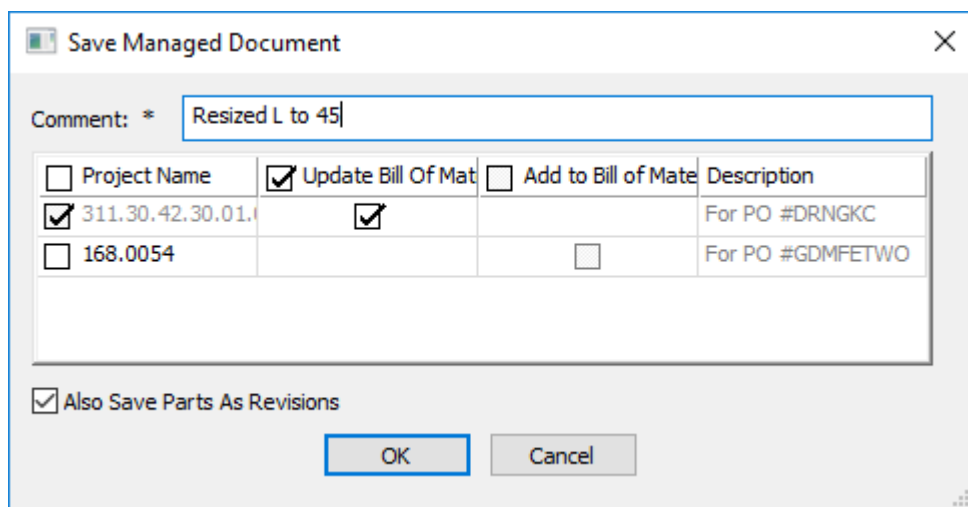 Save Managed Document
Comment: * Resized L to 45
Project Name Update Bill Of Mat Add to Bill of Mate Description
311.30.42.30.01. For PO #DRNGKC
168.0054 For PO #GDMFETWO
Also Save Parts As Revisions
OK Cancel